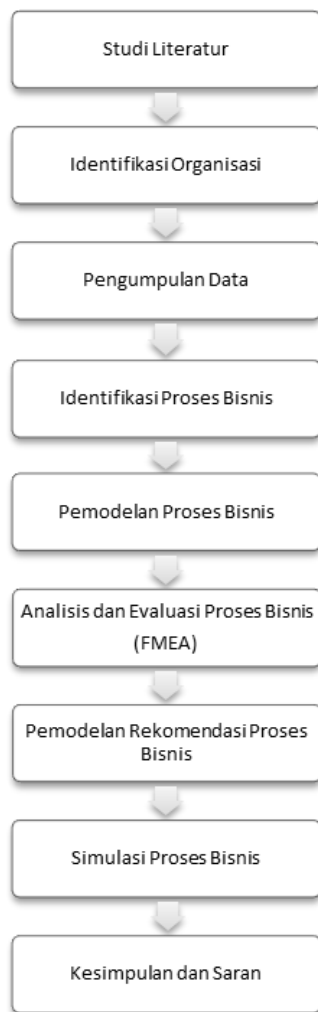 Studi Literatur
Identifikasi Organisasi
Pengumpulan Data
Identifikasi Proses Bisnis
Pemodelan Proses Bisnis
Analisis dan Evaluasi Proses Bisnis
(FMEA)
Pemodelan Rekomendasi Proses
Bisnis
Simulasi Proses Bisnis
Kesimpulan dan Saran